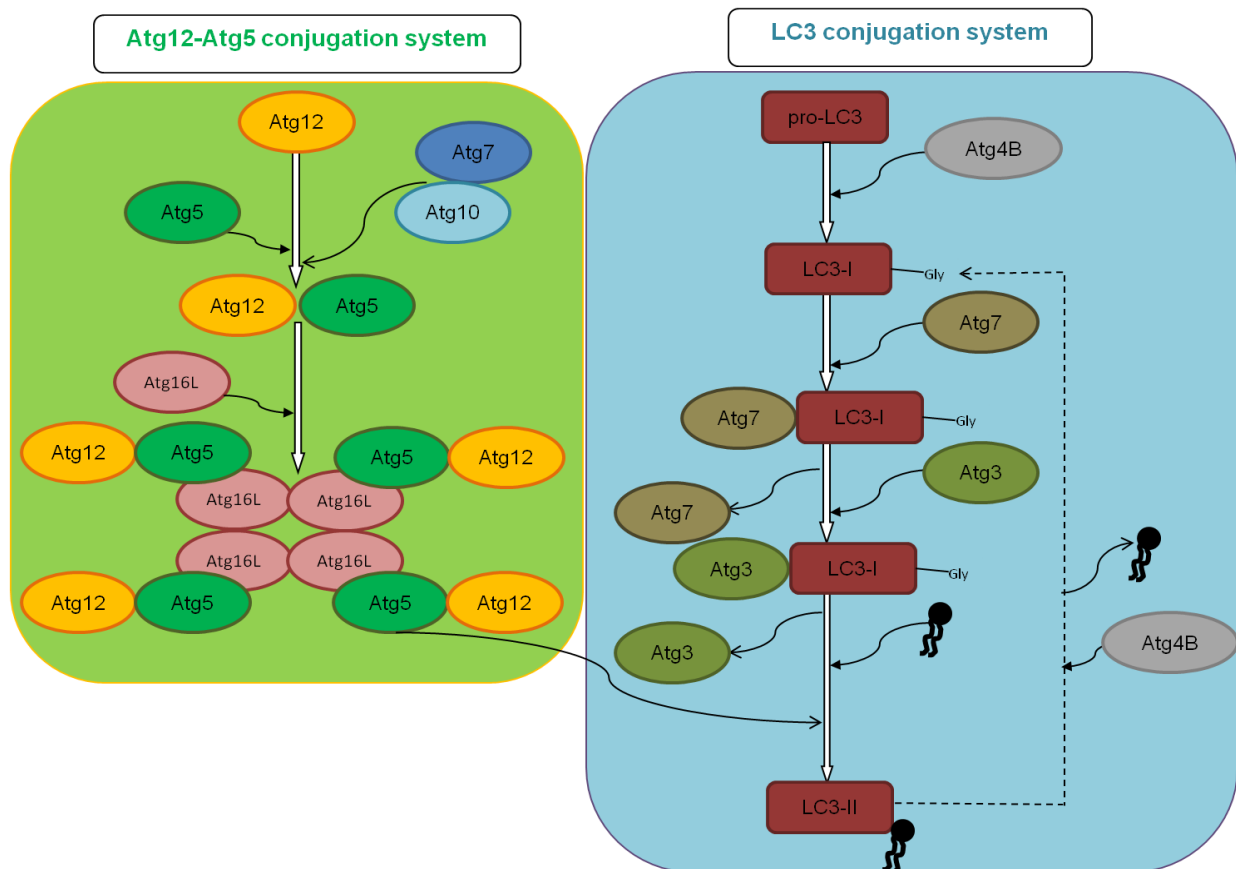 Atg12-Atg5 conjugation system
Atg12
Atg7
Atg5
Atg10
Atg12
Atg5
Atg16L
Atg12
Atg5
Atg5
Atg12
Atg16L
Atg16L
Atg16L
Atg16L
Atg12
Atg5
Atg5
Atg12
LC3 conjugation system
pro-LC3
Atg4B
LC3-I
Gly
Atg7
Atg7
LC3-I
Gly
Atg3
Atg7
Atg3
LC3-I
Gly
Atg3
Atg4B
LC3-II